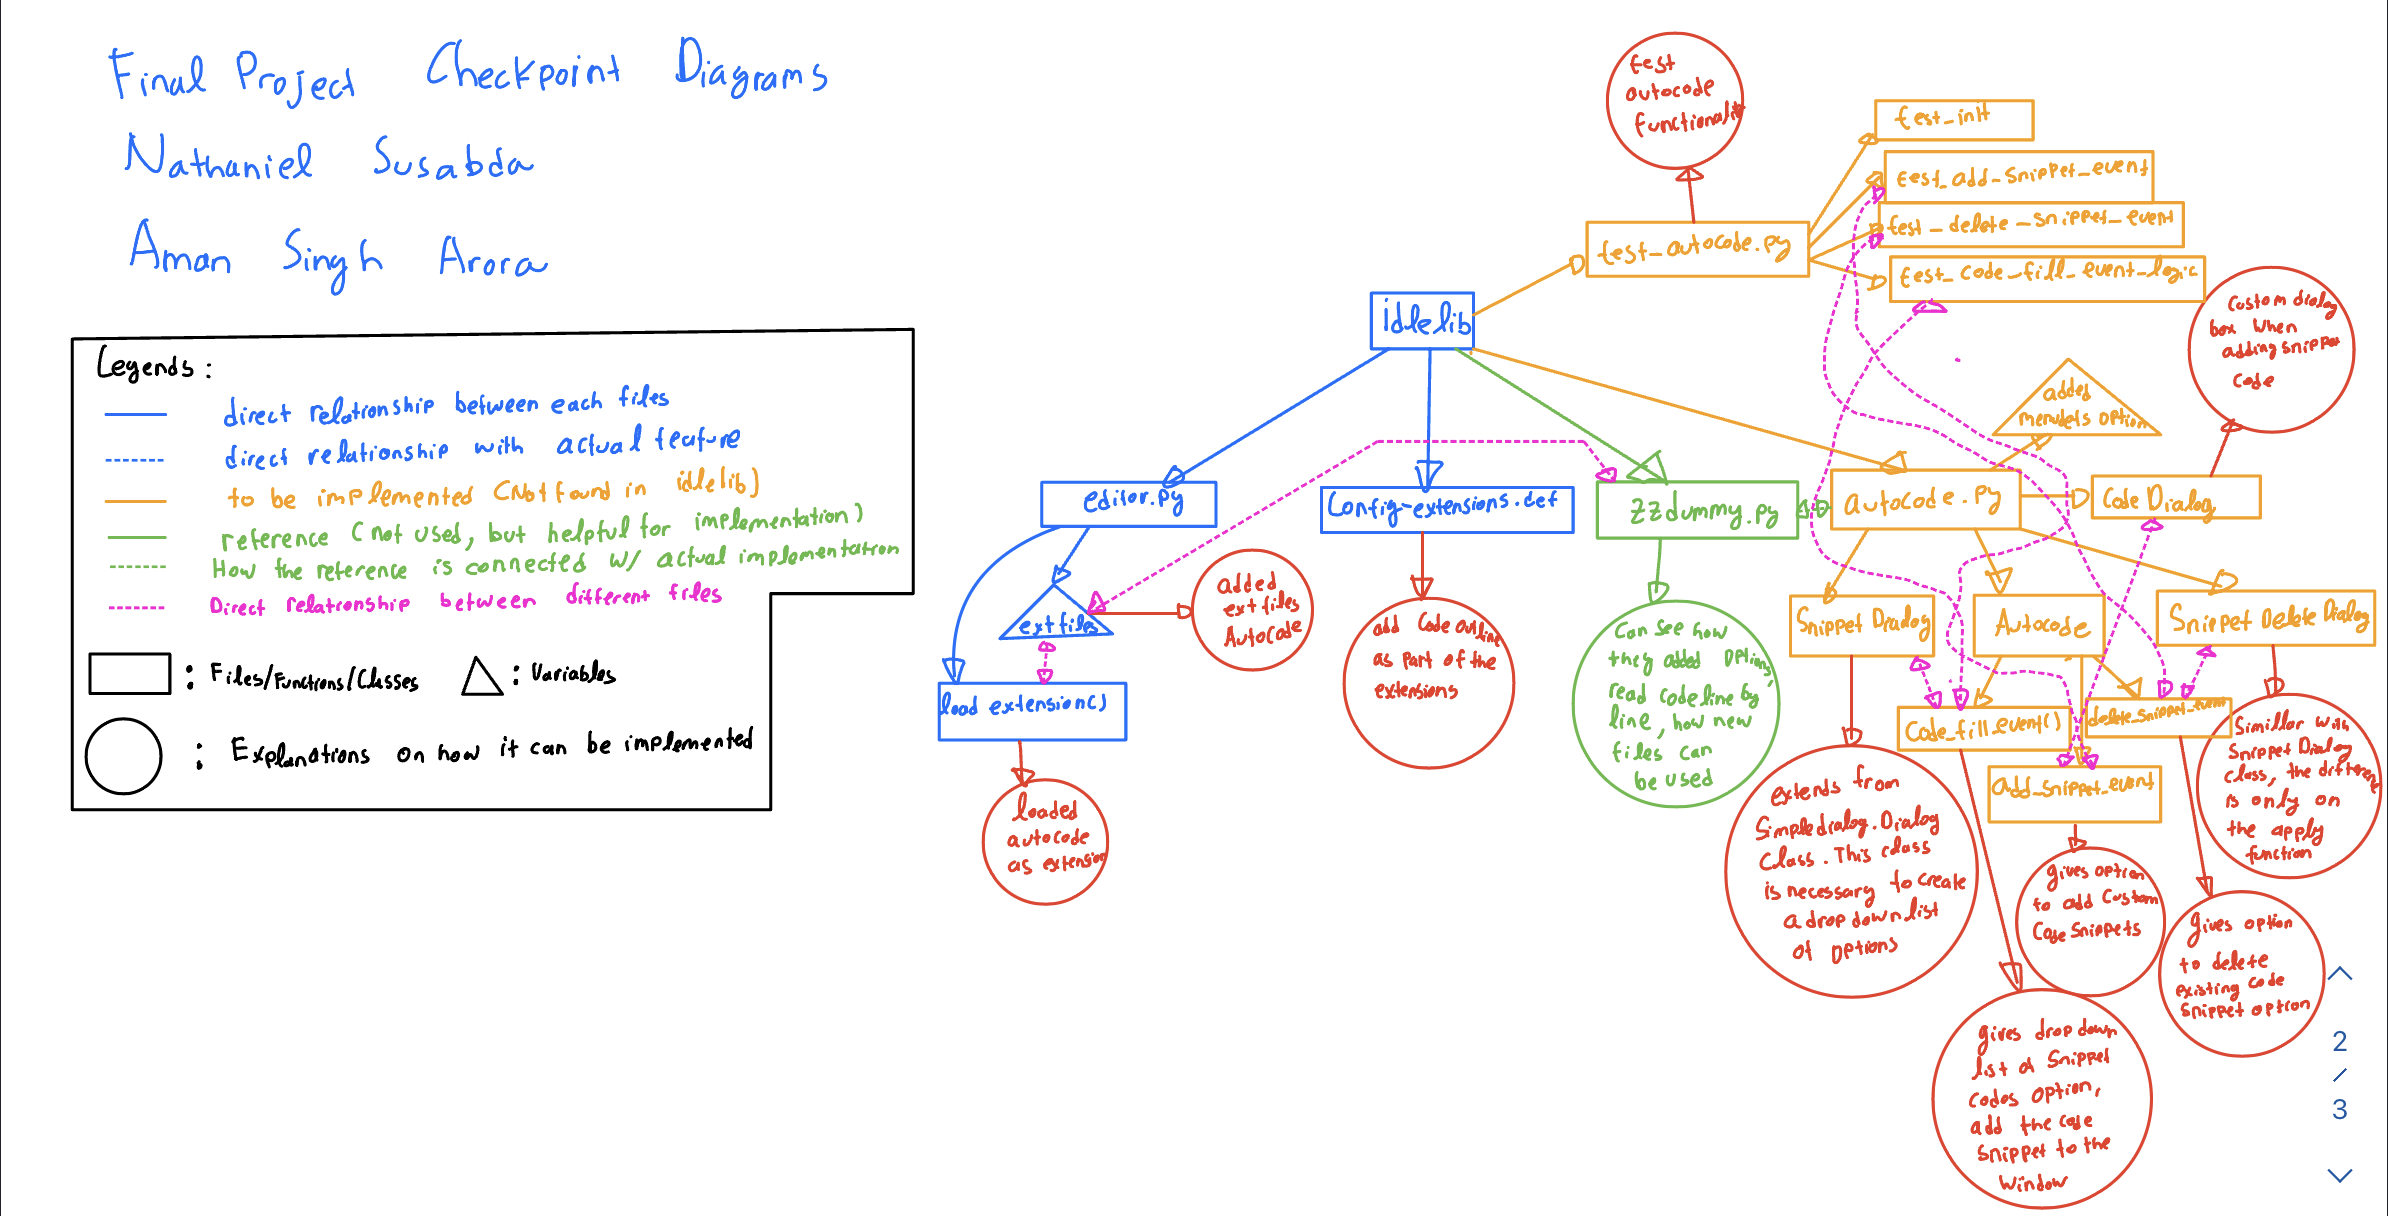 Final Project Checkpoint Diagrams
Nathaniel Susabda
Aman Singh Arora
Legends :
direct relationship between each files
direct relationship with actual feature
to be implemented (Not found in idlelib)
reference (not used, but helpful for implementation)
How the reference is connected w/ actual implementation
Direct relationship between different files
: Files/Functions/Classes
: Variables
: Explanations on how it can be implemented
test
autocode
functionality
test_init
test_add_snippet_event
test_delete_snippet_event
test_code_fill_event_logic
test_autocode.py
idlelib
Custom dialog
box when
adding snippet
code
added
menudefs option
editor.py
Config-extensions.def
zzdummy.py
autocode.py
Code Dialog
ext files
added
ext files
AutoCode
load extension()
loaded
autocode
as extension
add Code outline
as part of the
extensions
Can see how
they added options,
read code line by
line, how new
files can
be used
Snippet Dialog
Autocode
Snippet Delete Dialog
Code_fill_event()
delete_snippet_event
add_snippet_event
extends from
Simpledialog.Dialog
Class. This class
is necessary to create
a drop down list
of options
gives option
to add Custom
Code Snippets
Simillar with
Snippet Dialog
class, the different
is only on
the apply
function
gives option
to delete
existing code
Snippet option
gives drop down
list of Snippet
Codes option,
add the code
snippet to the
window
2
/
3